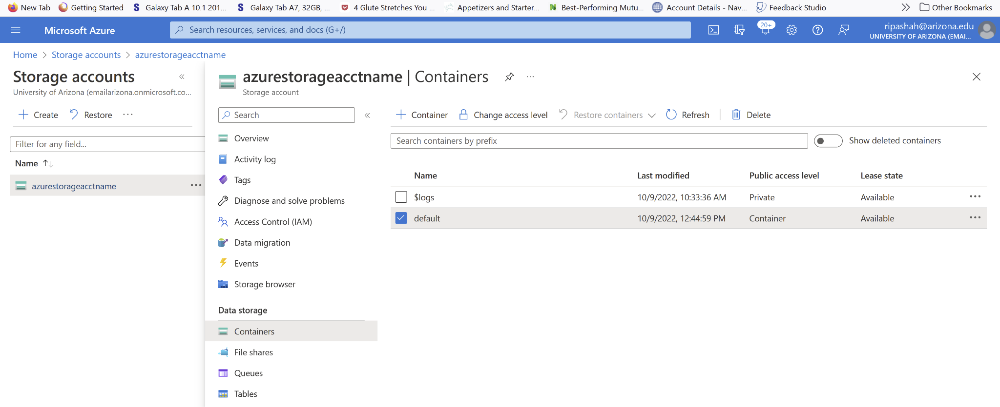 New Tab Getting Started Galaxy Tab A 10.1 201... Galaxy Tab A7, 32GB, ... 4 Glute Stretches You ... Appetizers and Starter... Best-Performing Mutu... Account Details - Nav... Feedback Studio Other Bookmarks
Microsoft Azure Search resources, services, and docs (G+/) 20+ ripashah@arizona.edu
UNIVERSITY OF ARIZONA (EMAI...
Home > Storage accounts > azurestorageacctname
Storage accounts «
University of Arizona (emailarizona.onmicrosoft.co...
+ Create Restore ...
Filter for any field...
Name ↑↓
azurestorageacctname ...
azurestorageacctname | Containers ...
Storage account
Search «
Overview
Activity log
Tags
Diagnose and solve problems
Access Control (IAM)
Data migration
Events
Storage browser
Data storage
Containers
File shares
Queues
Tables
+ Container Change access level Restore containers Refresh Delete
Search containers by prefix Show deleted containers
Name Last modified Public access level Lease state
$logs 10/9/2022, 10:33:36 AM Private Available ...
default 10/9/2022, 12:44:59 PM Container Available ...